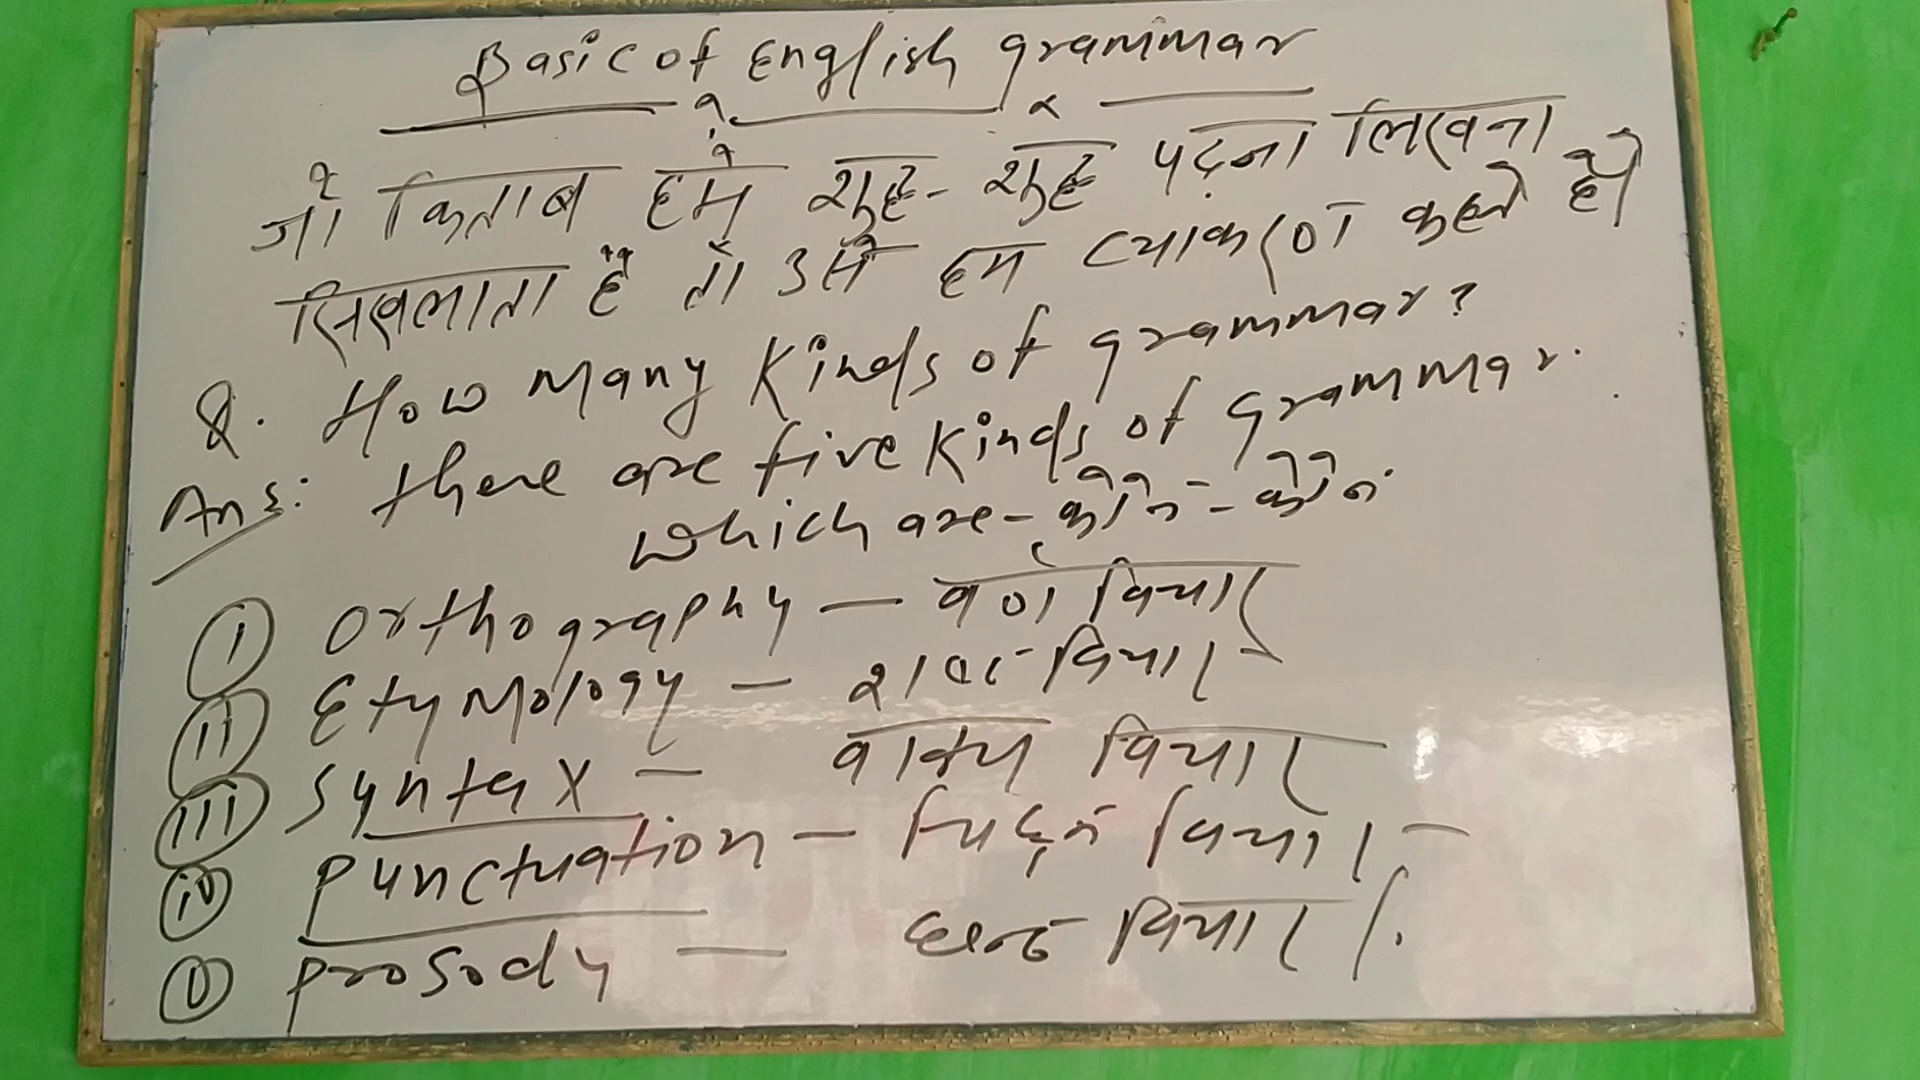 Basic of English grammar
जो किताब हमें शुद्ध-शुद्ध पढ़ना लिखना
सिखलाता हैं तो उसे हम व्याकरण कहते हैं।
Q. How many kinds of grammar?
Ans: there are five kinds of grammar.
which are - कौन - कौन
(i) Orthography — वर्ण विचार
(ii) Etymology — शब्द विचार
(iii) Syntax — वाक्य विचार
(iv) Punctuation — चिह्न विचार
(v) Prosody — छन्द विचार।